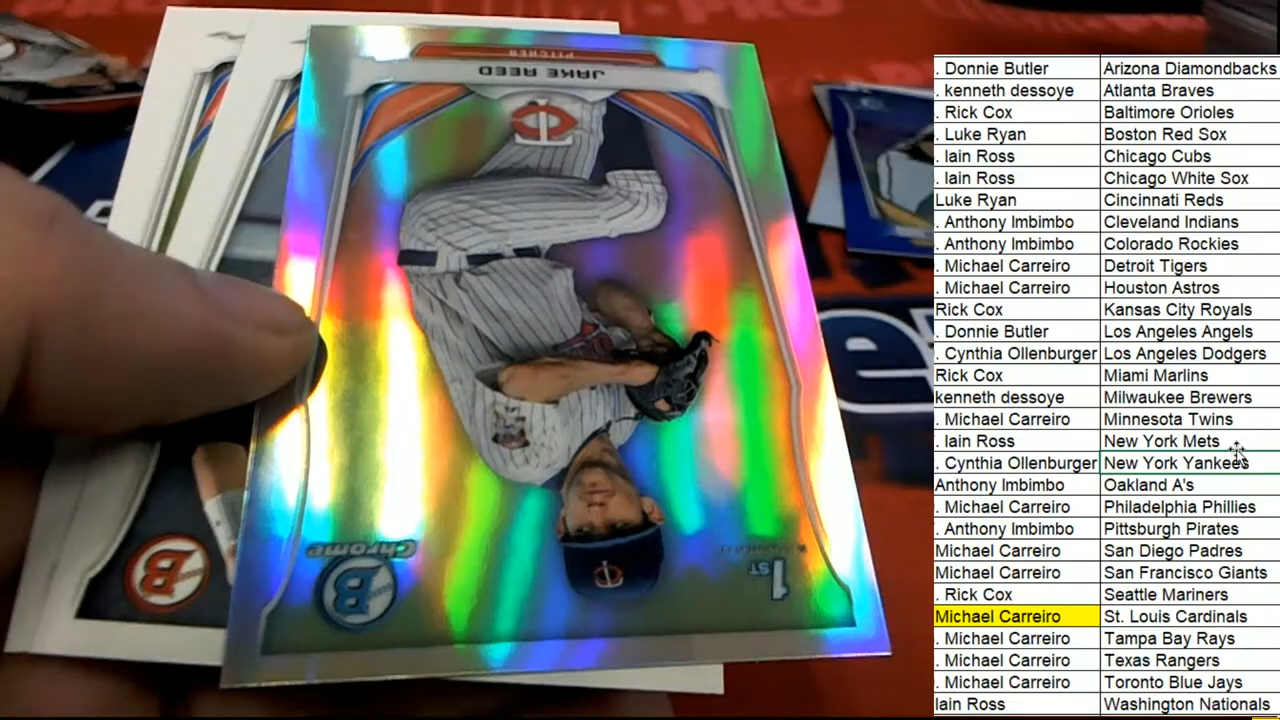 PITCHER
JAKE REED
1ST
Chrome
B
B
. Donnie Butler Arizona Diamondbacks
. kenneth dessoye Atlanta Braves
. Rick Cox Baltimore Orioles
. Luke Ryan Boston Red Sox
. Iain Ross Chicago Cubs
. Iain Ross Chicago White Sox
Luke Ryan Cincinnati Reds
. Anthony Imbimbo Cleveland Indians
. Anthony Imbimbo Colorado Rockies
. Michael Carreiro Detroit Tigers
. Michael Carreiro Houston Astros
Rick Cox Kansas City Royals
. Donnie Butler Los Angeles Angels
. Cynthia Ollenburger Los Angeles Dodgers
Rick Cox Miami Marlins
kenneth dessoye Milwaukee Brewers
. Michael Carreiro Minnesota Twins
. Iain Ross New York Mets
. Cynthia Ollenburger New York Yankees
Anthony Imbimbo Oakland A's
. Michael Carreiro Philadelphia Phillies
. Anthony Imbimbo Pittsburgh Pirates
Michael Carreiro San Diego Padres
Michael Carreiro San Francisco Giants
. Rick Cox Seattle Mariners
Michael Carreiro St. Louis Cardinals
. Michael Carreiro Tampa Bay Rays
. Michael Carreiro Texas Rangers
. Michael Carreiro Toronto Blue Jays
Iain Ross Washington Nationals